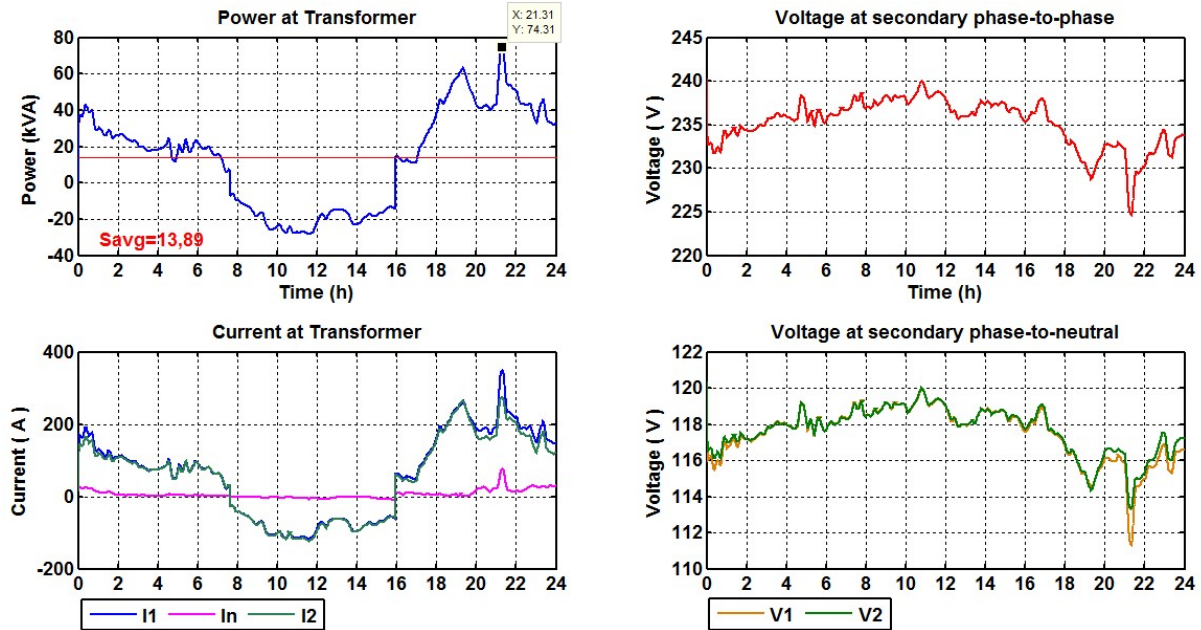 Power at Transformer
X: 21.31
Y: 74.31
80
60
40
20
0
-20
-40
Power (kVA)
Savg=13,89
0 2 4 6 8 10 12 14 16 18 20 22 24
Time (h)
Voltage at secondary phase-to-phase
245
240
235
230
225
220
Voltage ( V )
0 2 4 6 8 10 12 14 16 18 20 22 24
Time (h)
Current at Transformer
400
200
0
-200
Current ( A )
0 2 4 6 8 10 12 14 16 18 20 22 24
I1 In I2
Voltage at secondary phase-to-neutral
122
120
118
116
114
112
110
Voltage ( V )
0 2 4 6 8 10 12 14 16 18 20 22 24
V1 V2